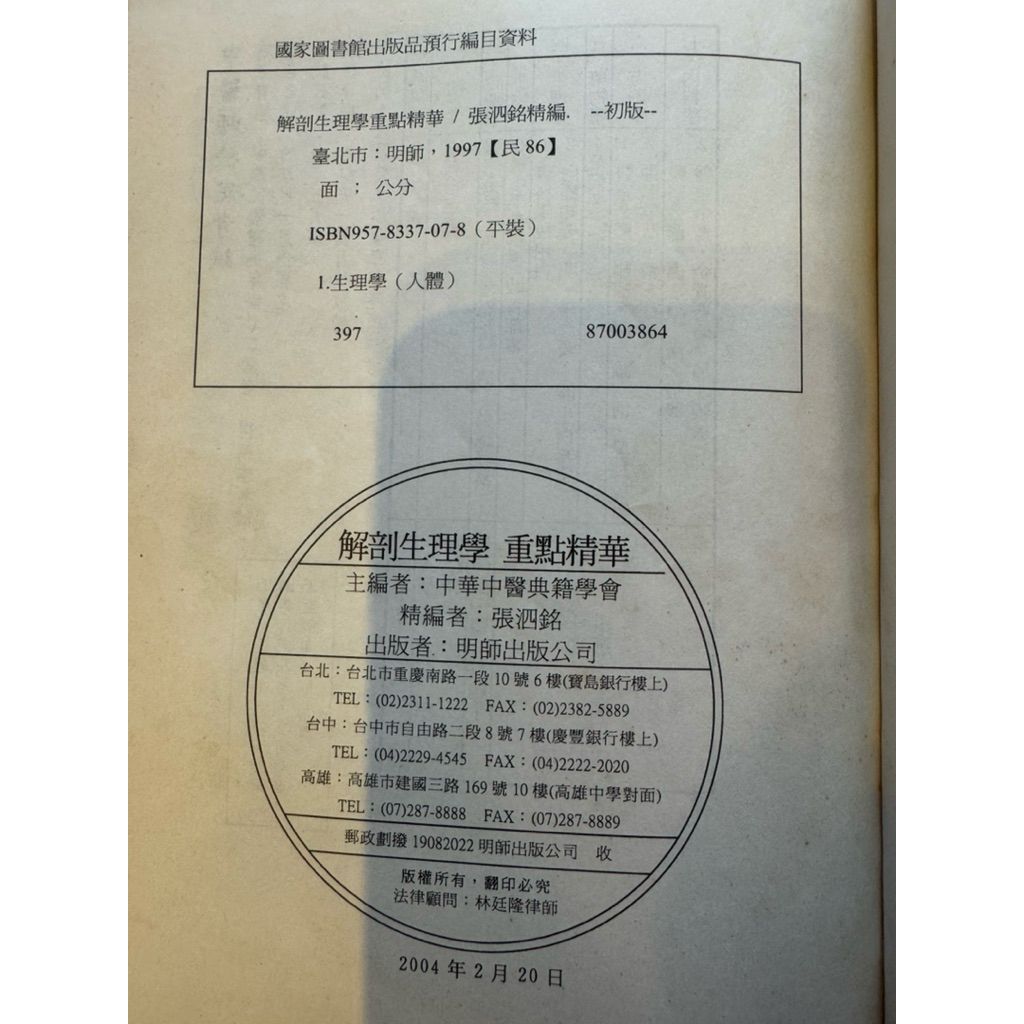 國家圖書館出版品預行編目資料
解剖生理學重點精華 / 張泗銘精編. --初版--
臺北市：明師，1997【民 86】
面 ； 公分
ISBN957-8337-07-8（平裝）
1.生理學（人體）
397 87003864
解剖生理學 重點精華
主編者：中華中醫典籍學會
精編者：張泗銘
出版者：明師出版公司
台北：台北市重慶南路一段 10 號 6 樓(寶島銀行樓上)
TEL：(02)2311-1222 FAX：(02)2382-5889
台中：台中市自由路二段 8 號 7 樓(慶豐銀行樓上)
TEL：(04)2229-4545 FAX：(04)2222-2020
高雄：高雄市建國三路 169 號 10 樓(高雄中學對面)
TEL：(07)287-8888 FAX：(07)287-8889
郵政劃撥 19082022 明師出版公司 收
版權所有，翻印必究
法律顧問：林廷隆律師
2004 年 2 月 20 日